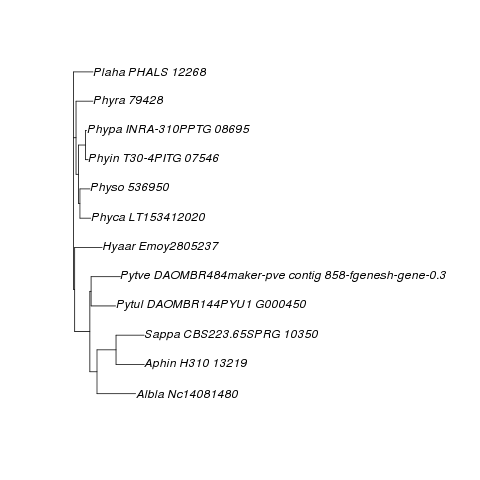 Plaha PHALS 12268
Phyra 79428
Phypa INRA-310PPTG 08695
Phyin T30-4PITG 07546
Physo 536950
Phyca LT153412020
Hyaar Emoy2805237
Pytve DAOMBR484maker-pve contig 858-fgenesh-gene-0.3
Pytul DAOMBR144PYU1 G000450
Sappa CBS223.65SPRG 10350
Aphin H310 13219
Albla Nc14081480